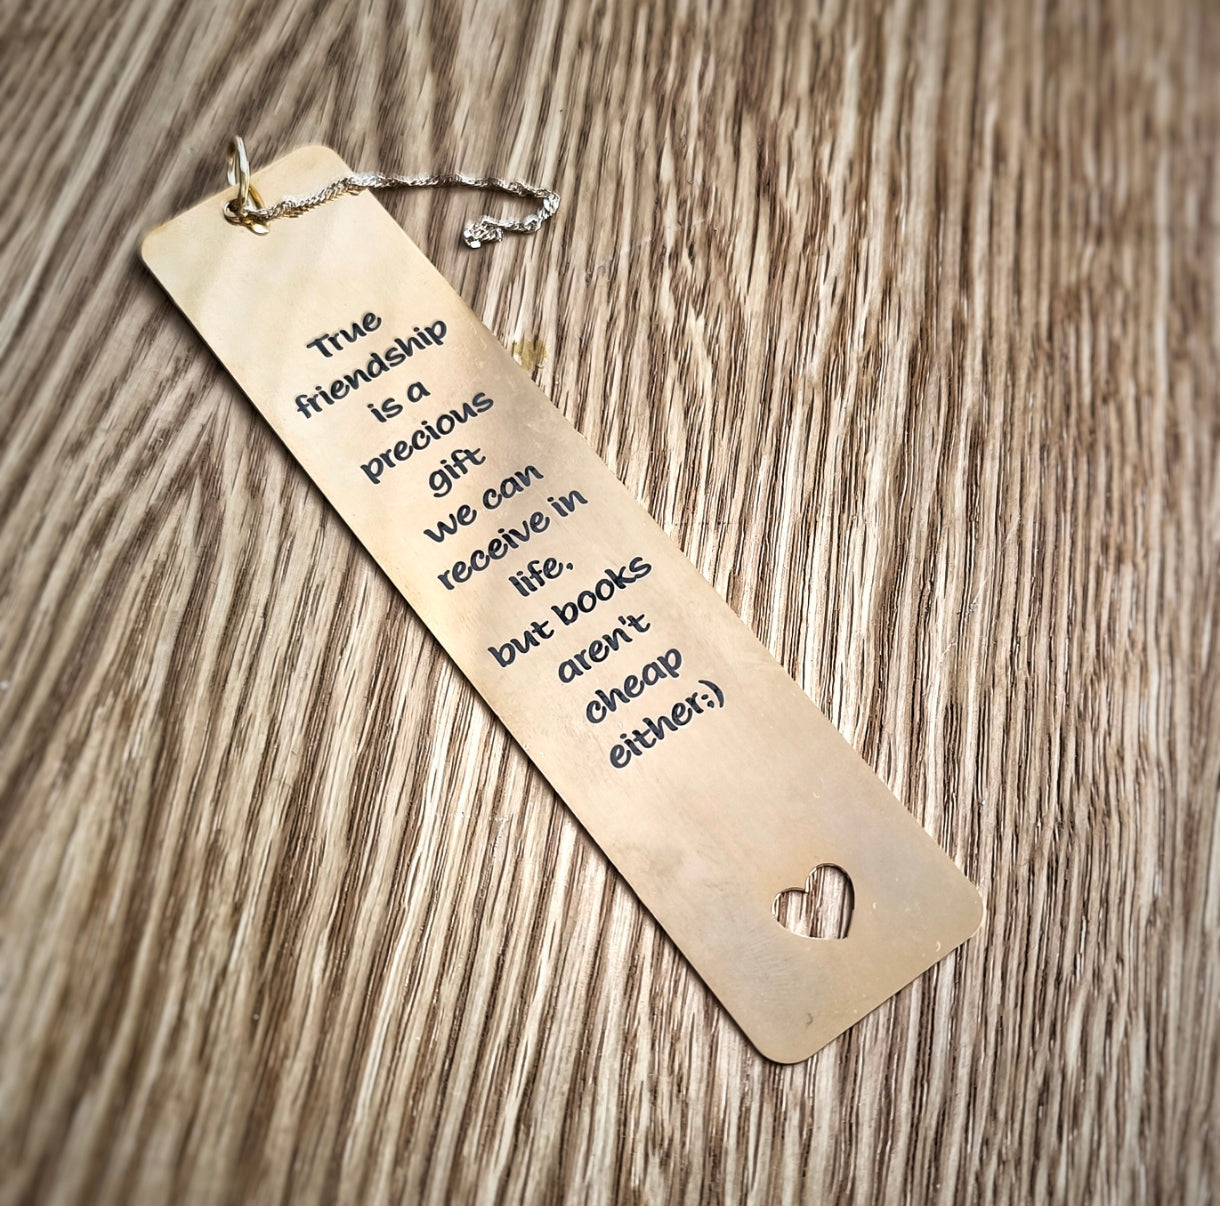 True
friendship
is a
precious
gift
we can
receive in
life,
but books
aren't
cheap
either;)